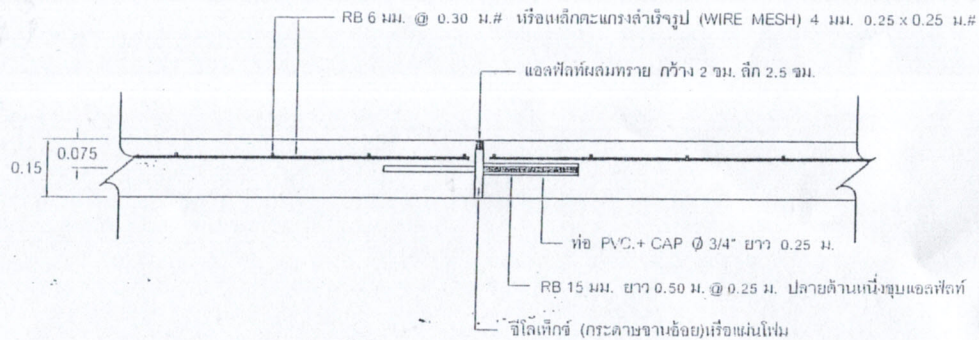 RB 6 มม. @ 0.30 ม.# หรือเหล็กตะแกรงสำเร็จรูป (WIRE MESH) 4 มม. 0.25 x 0.25 ม.#
แอสฟัลท์ผสมทราย กว้าง 2 ซม. ลึก 2.5 ซม.
0.075
0.15
ท่อ PVC.+ CAP Ø 3/4" ยาว 0.25 ม.
RB 15 มม. ยาว 0.50 ม. @ 0.25 ม. ปลายด้านหนึ่งชุบแอสฟัลท์
ซีโลเท็กซ์ (กระดาษชานอ้อย)หรือแผ่นโฟม